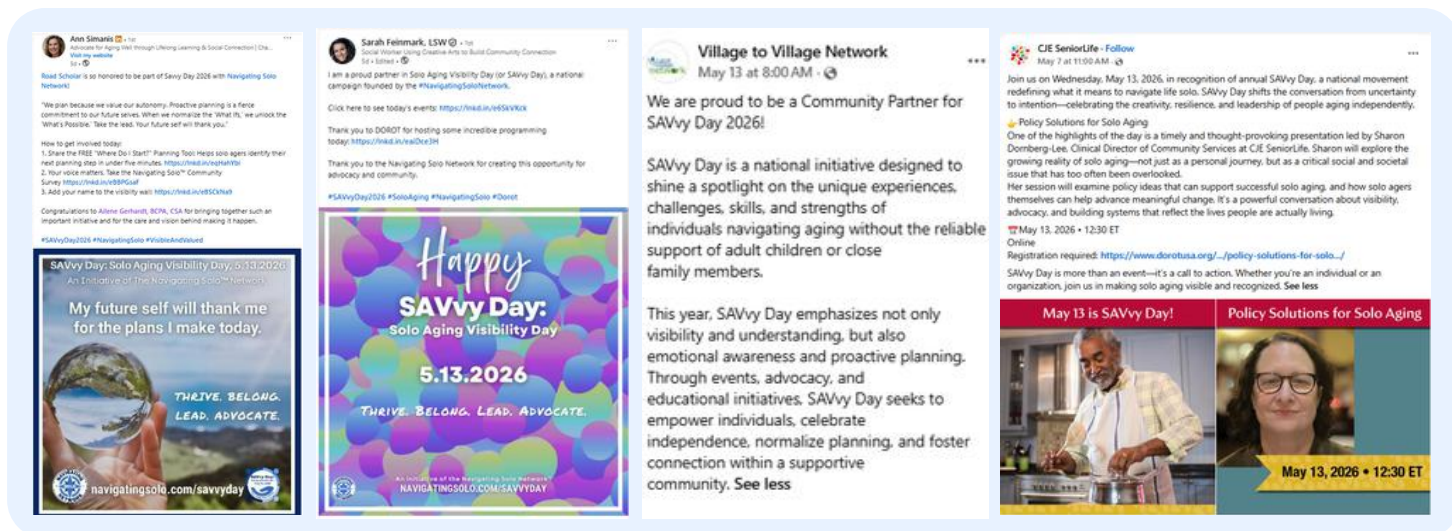 Ann Simanis
Advocate for Aging Well through Lifelong Learning & Social Connection | Cha...
Visit my website
5d
Road Scholar is so honored to be part of Savvy Day 2026 with Navigating Solo
Network!
"We plan because we value our autonomy. Proactive planning is a fierce
commitment to our future selves. When we normalize the 'What Ifs,' we unlock the
'What's Possible.' Take the lead. Your future self will thank you."
How to get involved today:
1. Share the FREE "Where Do I Start?" Planning Tool: Helps solo agers identify their
next planning step in under five minutes.
2. Your voice matters. Take the Navigating Solo™ Community
Survey
3. Add your name to the visibility wall:
Congratulations to Ailene Gerhardt, BCPA, CSA for bringing together such an
important initiative and for the care and vision behind making it happen.
#SAVvyDay2026 #NavigatingSolo #VisibleAndValued
SAVvy Day: Solo Aging Visibility Day, 5.13.2026
An Initiative of The Navigating Solo™ Network
My future self will thank me
for the plans I make today.
THRIVE. BELONG.
LEAD. ADVOCATE.
navigatingsolo.com/savvyday
Sarah Feinmark, LSW
Social Worker Using Creative Arts to Build Community Connection
5d • Edited •
I am a proud partner in Solo Aging Visibility Day (or SAVvy Day), a national
campaign founded by the #NavigatingSoloNetwork.
Click here to see today's events:
Thank you to DOROT for hosting some incredible programming
today:
Thank you to the Navigating Solo Network for creating this opportunity for
advocacy and community.
#SAVvyDay2026 #SoloAging #NavigatingSolo #Dorot
Happy
SAVvy Day:
Solo Aging Visibility Day
5.13.2026
THRIVE. BELONG. LEAD. ADVOCATE.
An Initiative of the Navigating Solo Network
NAVIGATINGSOLO.COM/SAVVYDAY
Village to Village Network
May 13 at 8:00 AM
We are proud to be a Community Partner for
SAVvy Day 2026!
SAVvy Day is a national initiative designed to
shine a spotlight on the unique experiences,
challenges, skills, and strengths of
individuals navigating aging without the reliable
support of adult children or close
family members.
This year, SAVvy Day emphasizes not only
visibility and understanding, but also
emotional awareness and proactive planning.
Through events, advocacy, and
educational initiatives, SAVvy Day seeks to
empower individuals, celebrate
independence, normalize planning, and foster
connection within a supportive
community. See less
CJE SeniorLife · Follow
May 7 at 11:00 AM
Join us on Wednesday, May 13, 2026, in recognition of annual SAVvy Day, a national movement
redefining what it means to navigate life solo. SAVvy Day shifts the conversation from uncertainty
to intention—celebrating the creativity, resilience, and leadership of people aging independently.
Policy Solutions for Solo Aging
One of the highlights of the day is a timely and thought-provoking presentation led by Sharon
Dornberg-Lee, Clinical Director of Community Services at CJE SeniorLife. Sharon will explore the
growing reality of solo aging—not just as a personal journey, but as a critical social and societal
issue that has too often been overlooked.
Her session will examine policy ideas that can support successful solo aging, and how solo agers
themselves can help advance meaningful change. It's a powerful conversation about visibility,
advocacy, and building systems that reflect the lives people are actually living.
May 13, 2026 • 12:30 ET
Online
Registration required: https://www.dorotusa.org/.../policy-solutions-for-solo.../
SAVvy Day is more than an event—it's a call to action. Whether you're an individual or an
organization, join us in making solo aging visible and recognized. See less
May 13 is SAVvy Day!
Policy Solutions for Solo Aging
May 13, 2026 • 12:30 ET